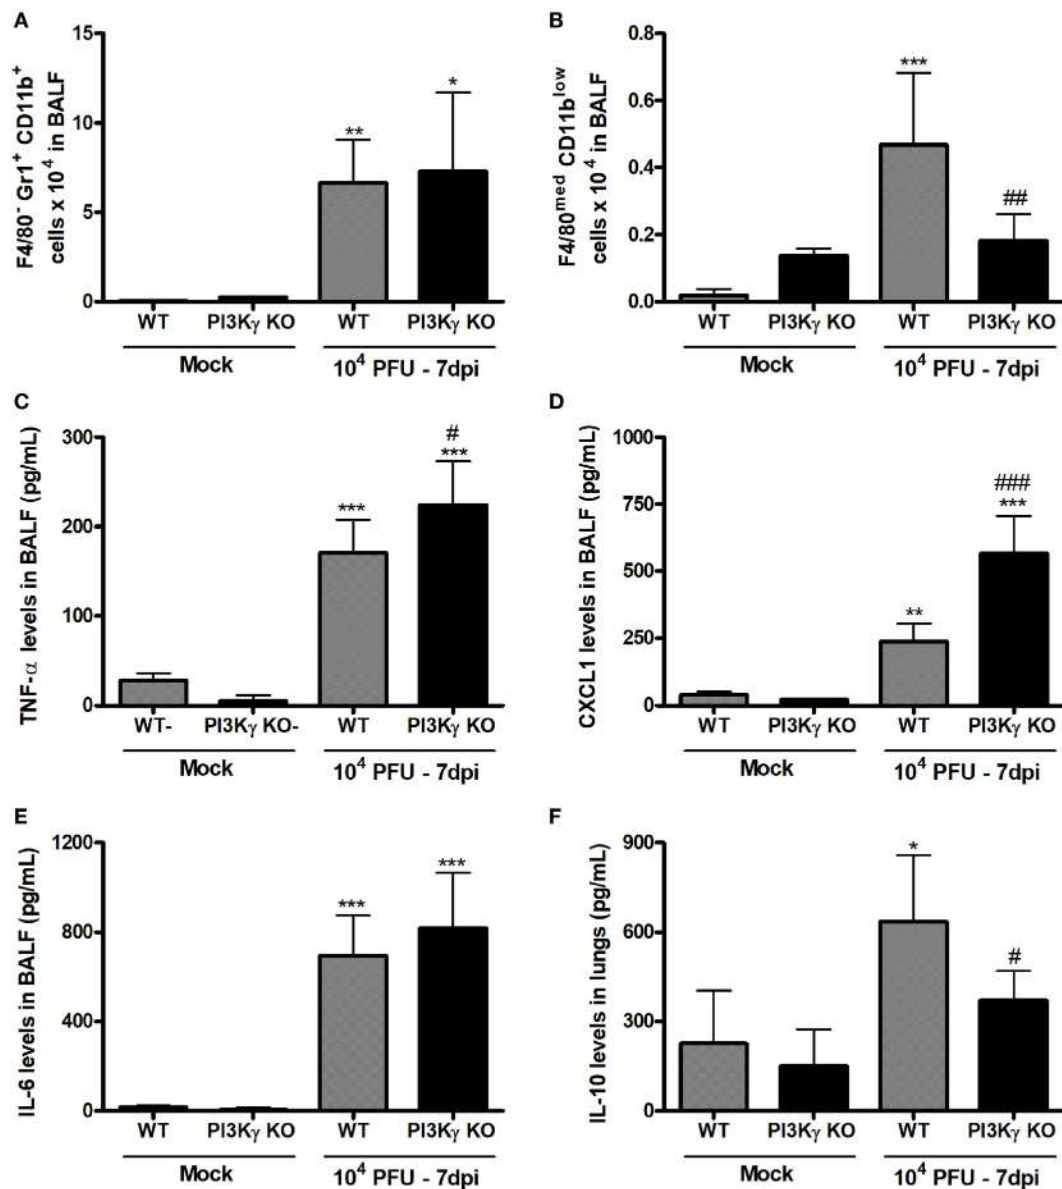 A
F4/80⁻ Gr1⁺ CD11b⁺
cells x 10⁻⁴ in BALF
15
10
5
0
**
*
WT
PI3Kγ KO
WT
PI3Kγ KO
Mock
10⁴ PFU - 7dpi
B
F4/80ᵐᵉᵈ CD11bˡᵒʷ
cells x 10⁻⁴ in BALF
0.8
0.6
0.4
0.2
0.0
***
##
WT
PI3Kγ KO
WT
PI3Kγ KO
Mock
10⁴ PFU - 7dpi
C
TNF-α levels in BALF (pg/mL)
300
200
100
0
***
#
***
WT-
PI3Kγ KO-
WT
PI3Kγ KO
Mock
10⁴ PFU - 7dpi
D
CXCL1 levels in BALF (pg/mL)
1000
750
500
250
0
**
###
***
WT
PI3Kγ KO
WT
PI3Kγ KO
Mock
10⁴ PFU - 7dpi
E
IL-6 levels in BALF (pg/mL)
1200
800
400
0
***
***
WT
PI3Kγ KO
WT
PI3Kγ KO
Mock
10⁴ PFU - 7dpi
F
IL-10 levels in lungs (pg/mL)
900
600
300
0
*
#
WT
PI3Kγ KO
WT
PI3Kγ KO
Mock
10⁴ PFU - 7dpi